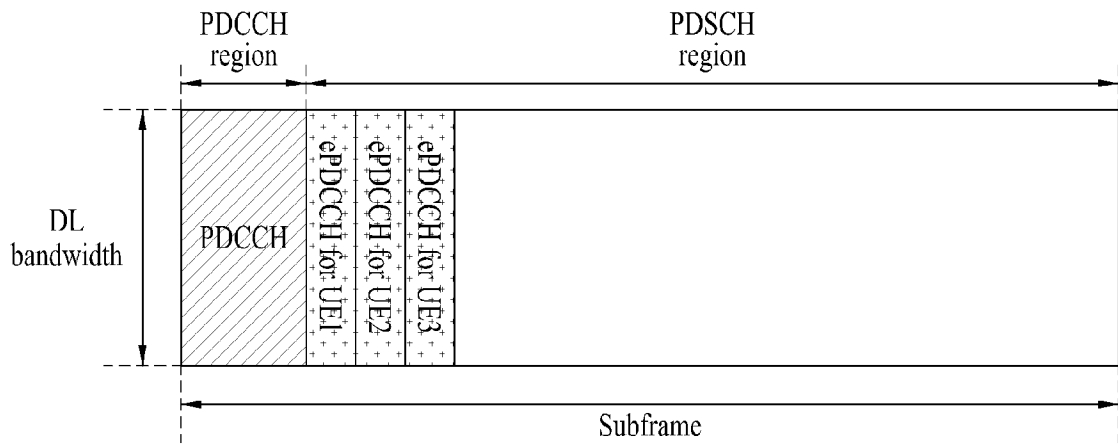 PDCCH
region
PDSCH
region
DL
bandwidth
PDCCH
ePDCCH for UE1
ePDCCH for UE2
ePDCCH for UE3
Subframe